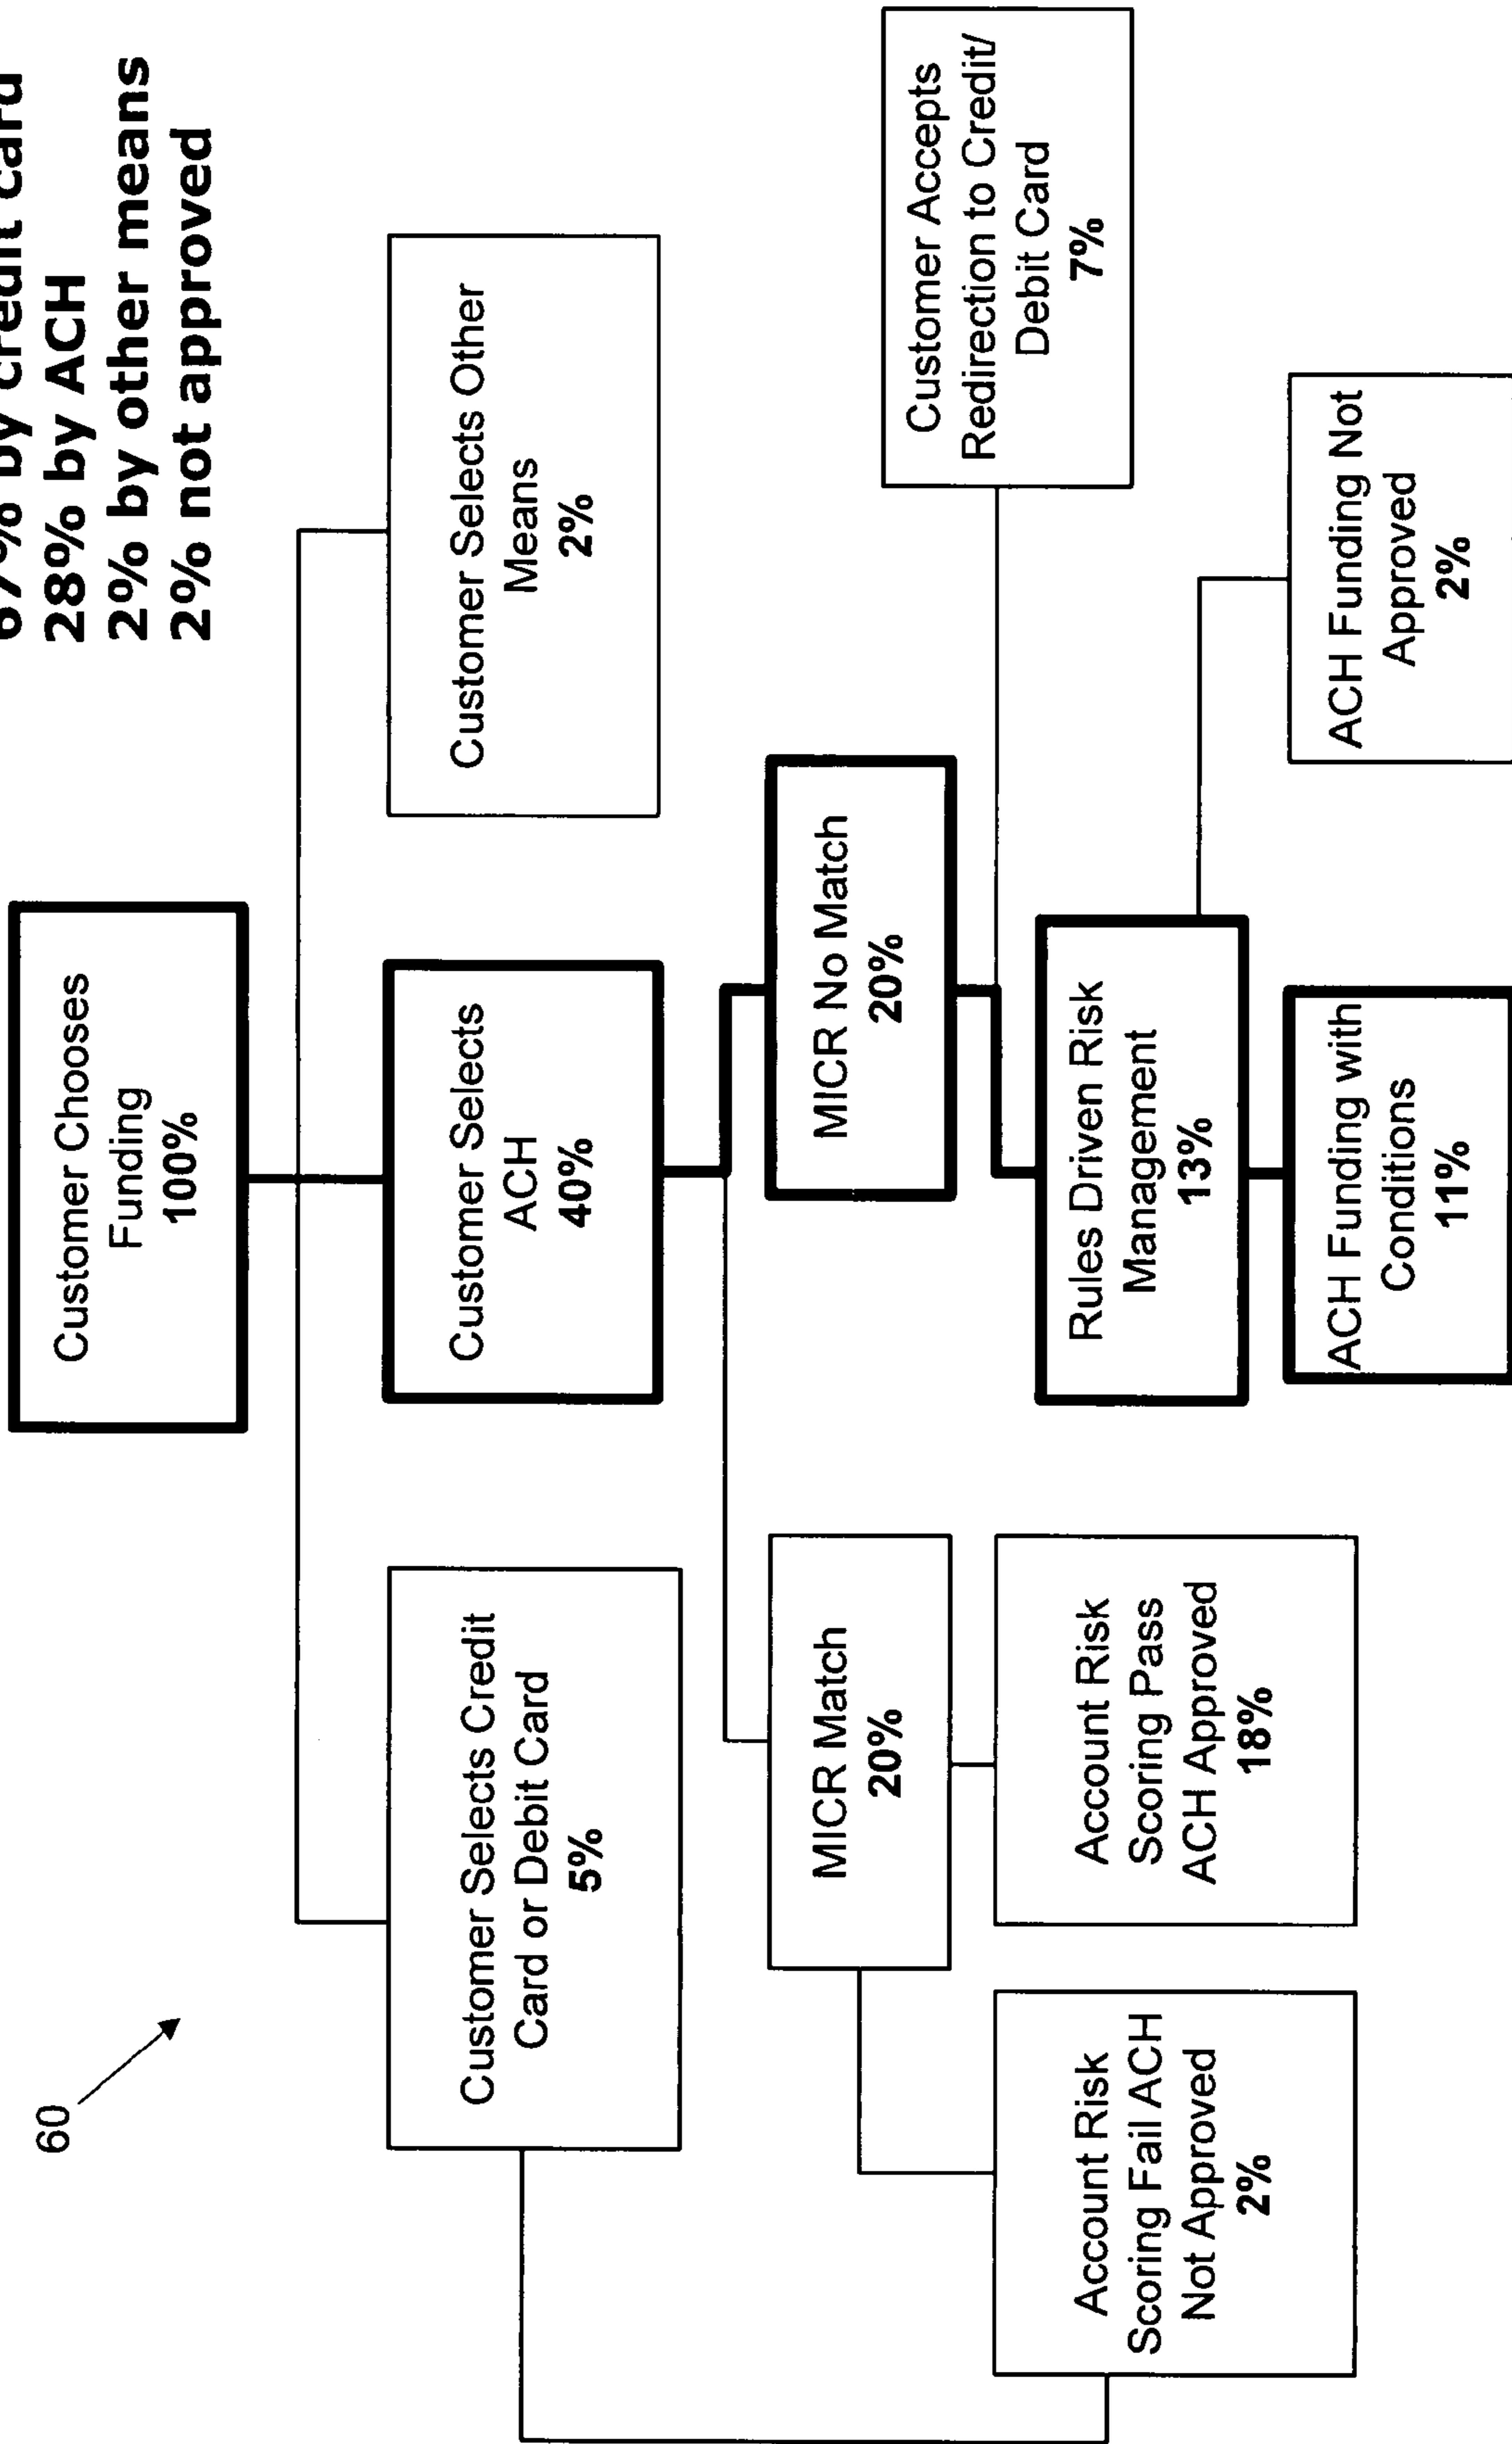 60
by credit card
28% by ACH
2% by other means
2% not approved
Customer Chooses
Funding
100%
Customer Selects Credit
Card or Debit Card
5%
Customer Selects
ACH
40%
Customer Selects Other
Means
2%
MICR Match
20%
MICR No Match
20%
Customer Accepts
Redirection to Credit/
Debit Card
7%
Account Risk
Scoring Fail ACH
Not Approved
2%
Account Risk
Scoring Pass
ACH Approved
18%
Rules Driven Risk
Management
13%
ACH Funding with
Conditions
11%
ACH Funding Not
Approved
2%